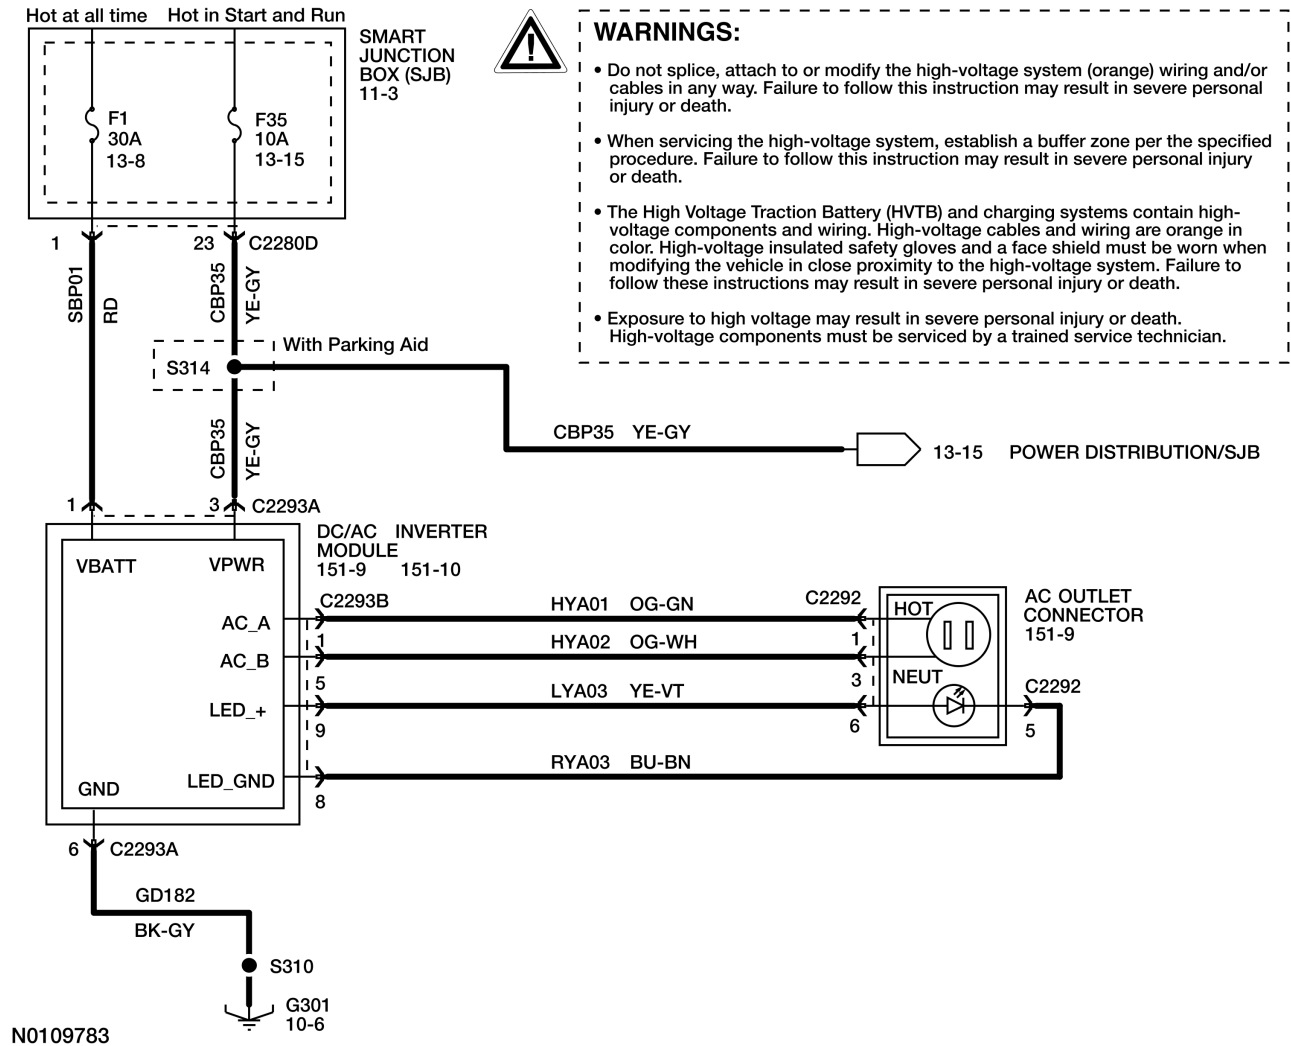 Hot at all time
Hot in Start and Run
SMART
JUNCTION
BOX (SJB)
11-3
F1
30A
13-8
F35
10A
13-15
WARNINGS:
• Do not splice, attach to or modify the high-voltage system (orange) wiring and/or
cables in any way. Failure to follow this instruction may result in severe personal
injury or death.
• When servicing the high-voltage system, establish a buffer zone per the specified
procedure. Failure to follow this instruction may result in severe personal injury
or death.
• The High Voltage Traction Battery (HVTB) and charging systems contain high-
voltage components and wiring. High-voltage cables and wiring are orange in
color. High-voltage insulated safety gloves and a face shield must be worn when
modifying the vehicle in close proximity to the high-voltage system. Failure to
follow these instructions may result in severe personal injury or death.
• Exposure to high voltage may result in severe personal injury or death.
High-voltage components must be serviced by a trained service technician.
!
1
23
C2280D
SBP01
RD
CBP35
YE-GY
With Parking Aid
S314
CBP35
YE-GY
CBP35 YE-GY
13-15 POWER DISTRIBUTION/SJB
1
3
C2293A
DC/AC INVERTER
MODULE
151-9 151-10
VBATT
VPWR
AC_A
AC_B
LED_+
LED_GND
GND
C2293B
1
5
9
8
HYA01 OG-GN
HYA02 OG-WH
LYA03 YE-VT
RYA03 BU-BN
C2292
1
3
6
HOT
NEUT
AC OUTLET
CONNECTOR
151-9
C2292
5
6
C2293A
GD182
BK-GY
S310
G301
10-6
N0109783